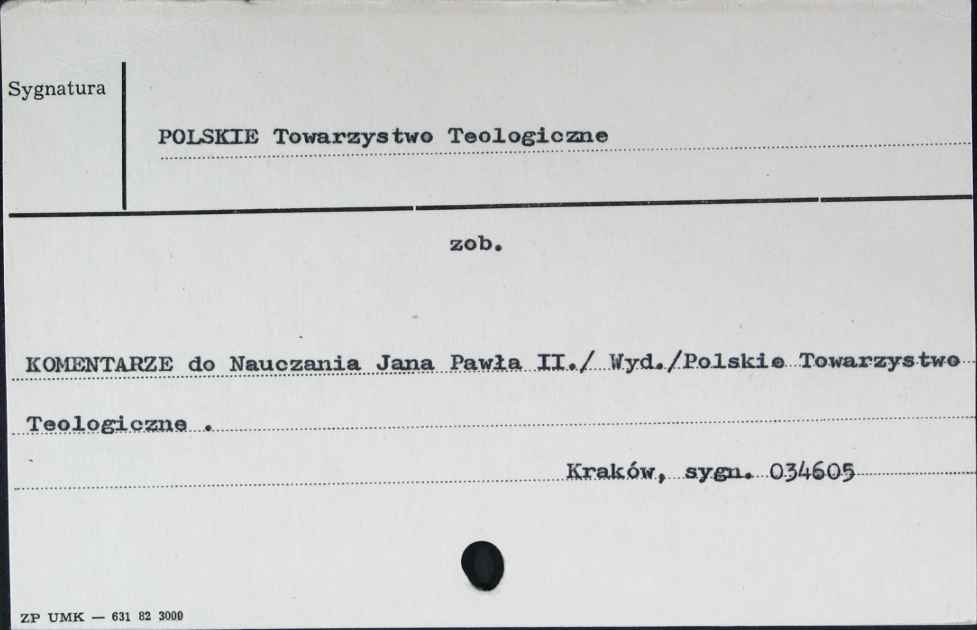 Sygnatura
POLSKIE Towarzystwo Teologiczne
zob.
KOMENTARZE do Nauczania Jana Pawła II./ Wyd./Polskie Towarzystwo
Teologiczne .
Kraków, sygn. 034605
ZP UMK — 631 82 3000